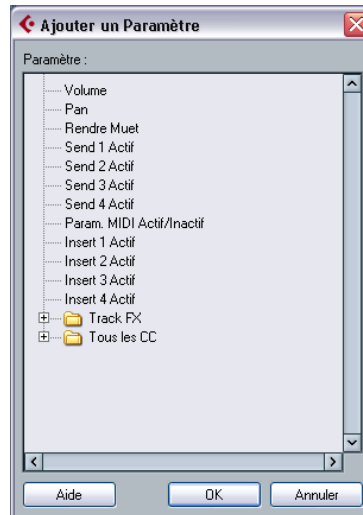 Ajouter un Paramètre
Paramètre :
Volume
Pan
Rendre Muet
Send 1 Actif
Send 2 Actif
Send 3 Actif
Send 4 Actif
Param. MIDI Actif/Inactif
Insert 1 Actif
Insert 2 Actif
Insert 3 Actif
Insert 4 Actif
Track FX
Tous les CC
Aide
OK
Annuler